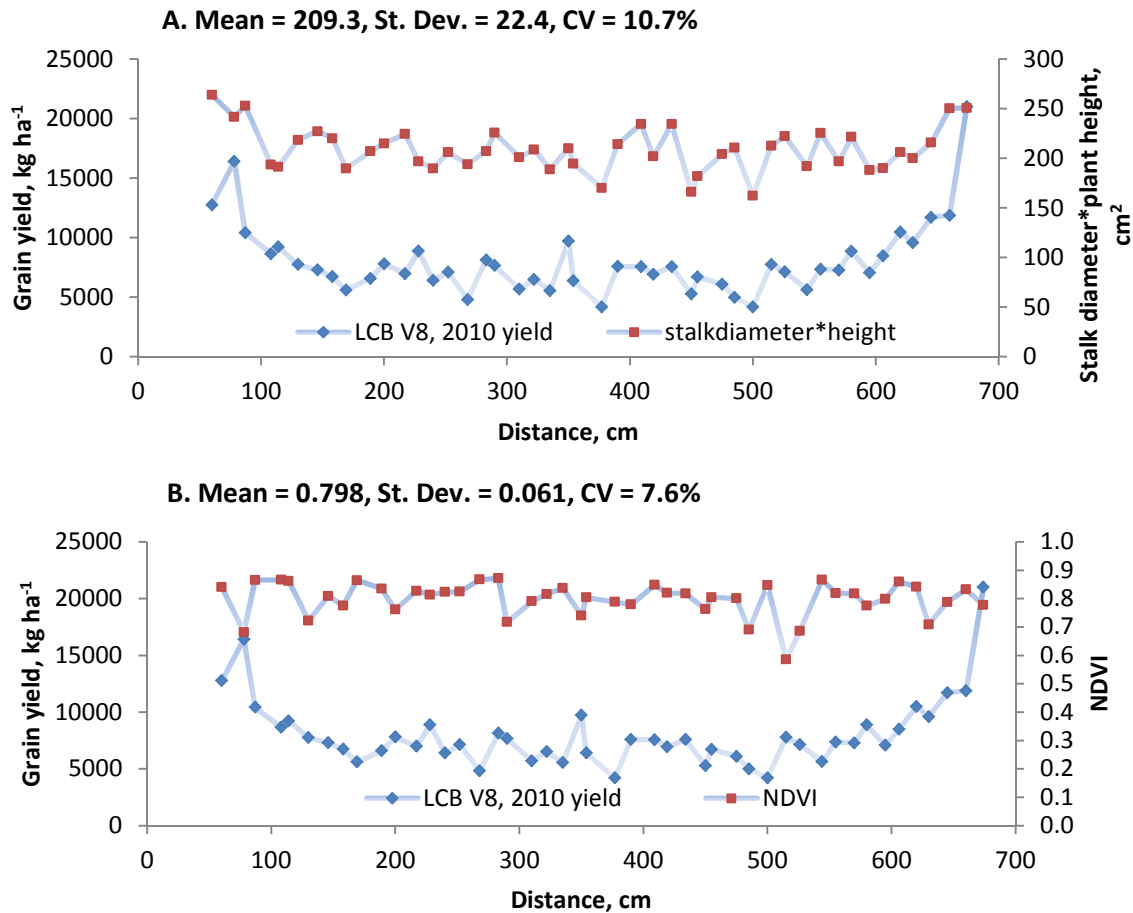 A. Mean = 209.3, St. Dev. = 22.4, CV = 10.7%
Grain yield, kg ha⁻¹
25000
20000
15000
10000
5000
0
300
250
200
150
100
50
0
Stalk diameter*plant height,
cm²
LCB V8, 2010 yield
stalkdiameter*height
0 100 200 300 400 500 600 700
Distance, cm
B. Mean = 0.798, St. Dev. = 0.061, CV = 7.6%
Grain yield, kg ha⁻¹
25000
20000
15000
10000
5000
0
1.0
0.9
0.8
0.7
0.6
0.5
0.4
0.3
0.2
0.1
0.0
NDVI
LCB V8, 2010 yield
NDVI
0 100 200 300 400 500 600 700
Distance, cm